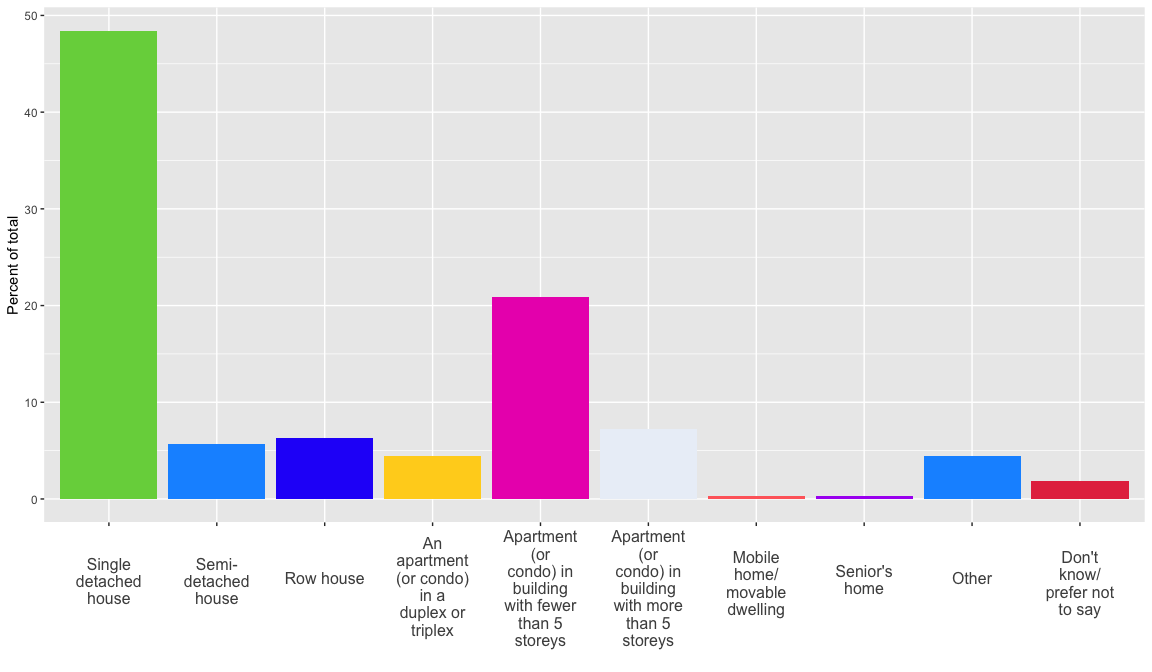 50
40
30
20
10
0
Percent of total
Single
detached
house
Semi-
detached
house
Row house
An
apartment
(or condo)
in a
duplex or
triplex
Apartment
(or
condo) in
building
with fewer
than 5
storeys
Apartment
(or
condo) in
building
with more
than 5
storeys
Mobile
home/
movable
dwelling
Senior's
home
Other
Don't
know/
prefer not
to say